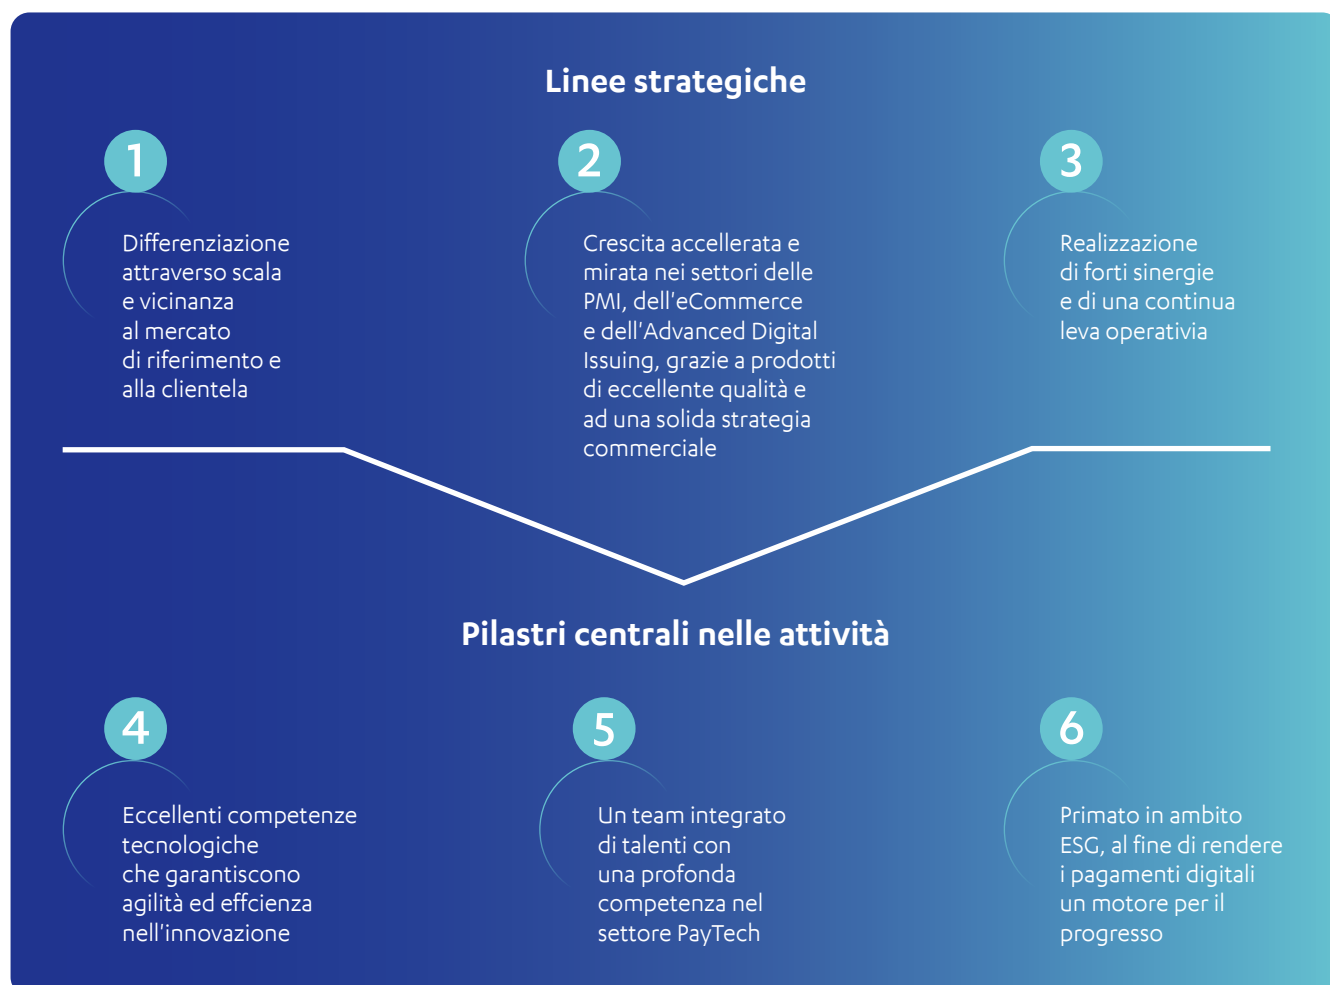 Linee strategiche
1
Differenziazione
attraverso scala
e vicinanza
al mercato
di riferimento e
alla clientela
2
Crescita accellerata e
mirata nei settori delle
PMI, dell'eCommerce
e dell'Advanced Digital
Issuing, grazie a prodotti
di eccellente qualità e
ad una solida strategia
commerciale
3
Realizzazione
di forti sinergie
e di una continua
leva operativia
Pilastri centrali nelle attività
4
Eccellenti competenze
tecnologiche
che garantiscono
agilità ed effcienza
nell'innovazione
5
Un team integrato
di talenti con
una profonda
competenza nel
settore PayTech
6
Primato in ambito
ESG, al fine di rendere
i pagamenti digitali
un motore per il
progresso